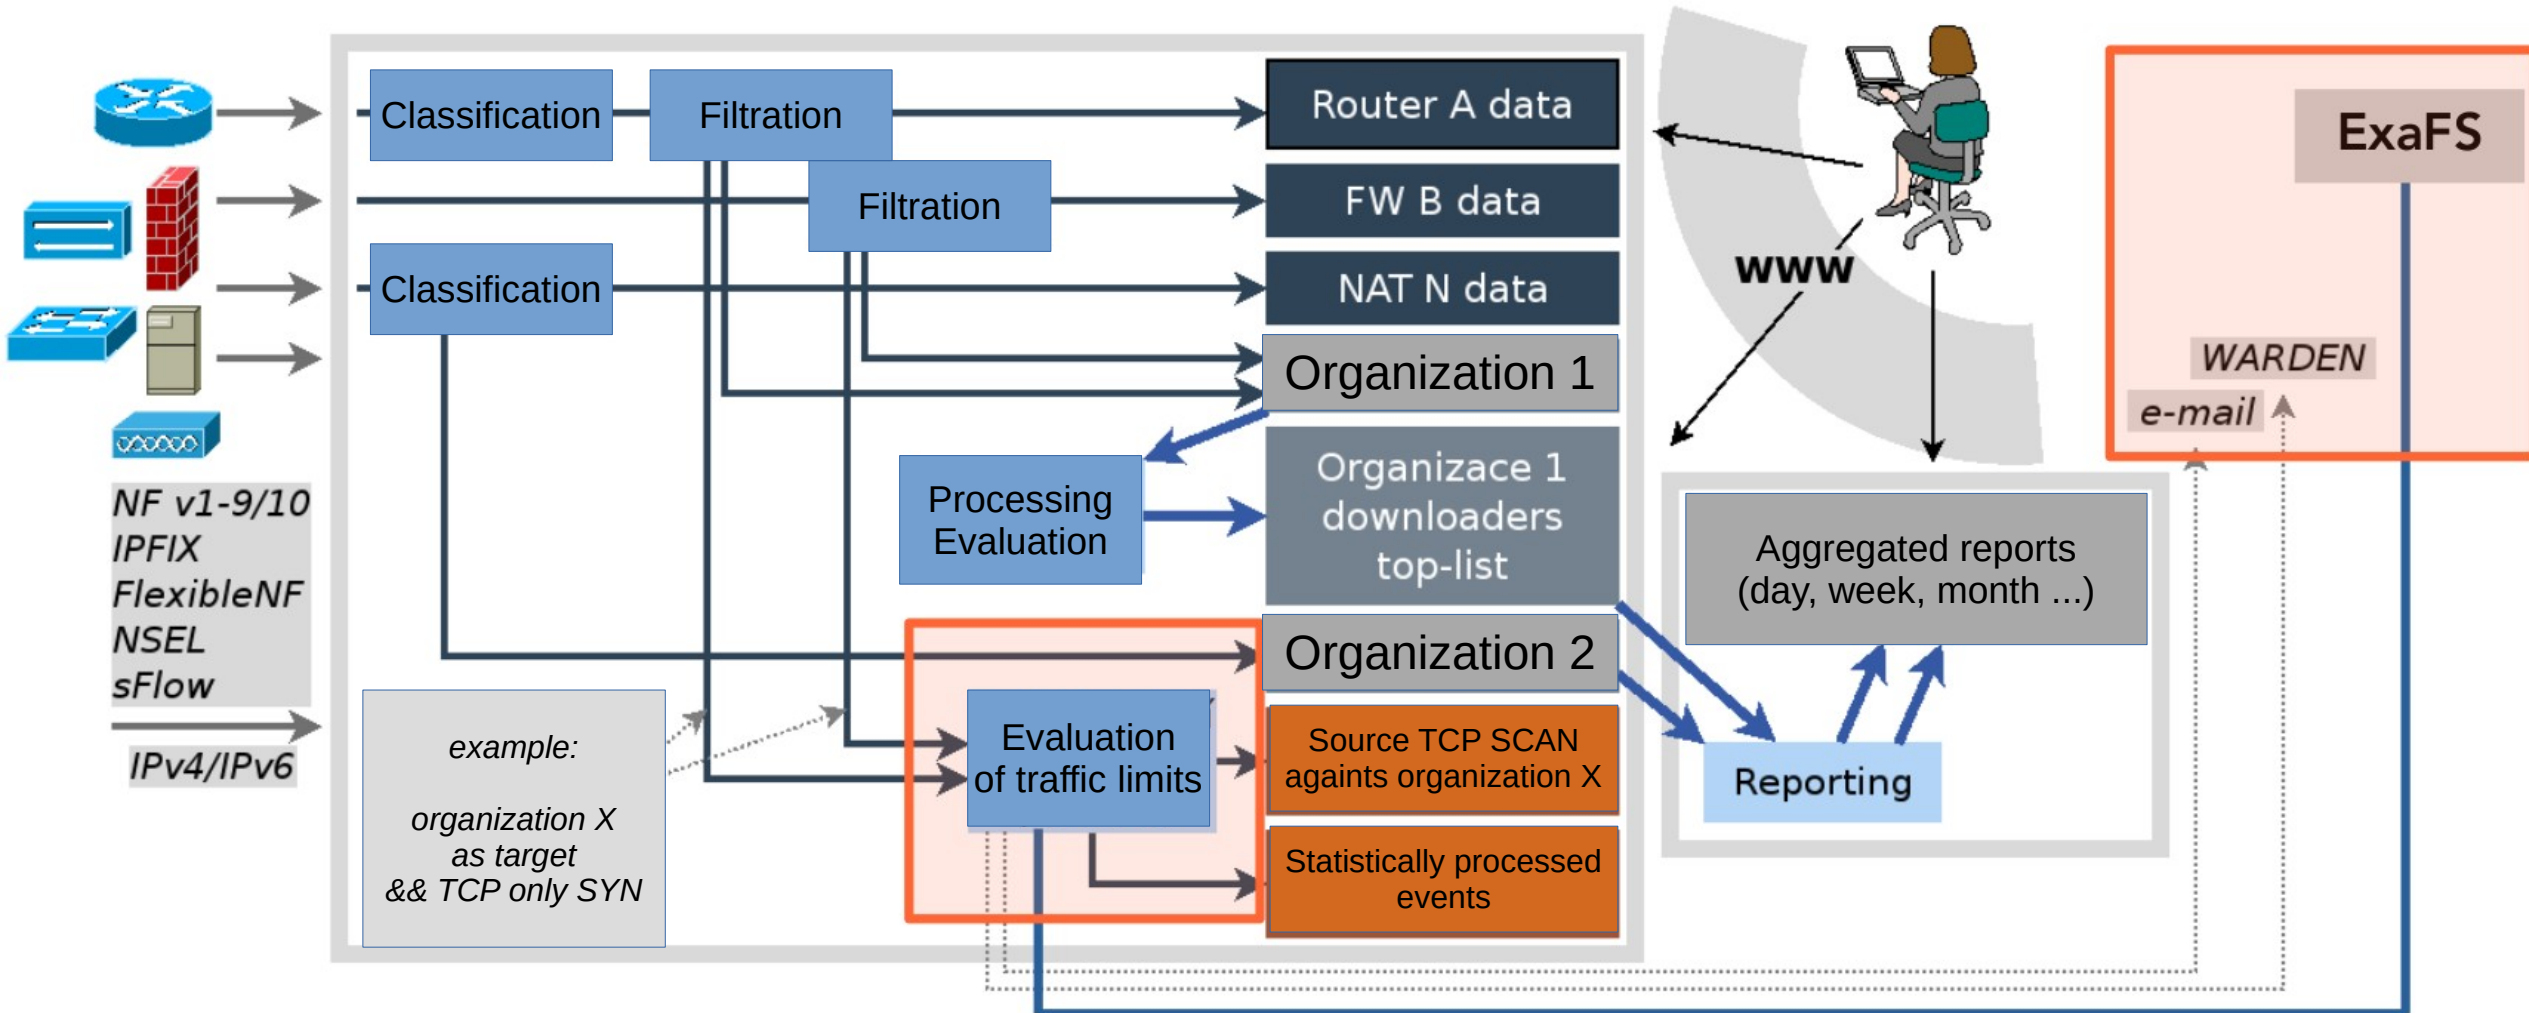 Classification
Filtration
Router A data
Filtration
FW B data
Classification
NAT N data
Organization 1
Processing
Evaluation
Organizace 1
downloaders
top-list
Organization 2
Evaluation
of traffic limits
Source TCP SCAN
againts organization X
Statistically processed
events
example:
organization X
as target
&& TCP only SYN
NF v1-9/10
IPFIX
FlexibleNF
NSEL
sFlow
IPv4/IPv6
www
Aggregated reports
(day, week, month ...)
Reporting
ExaFS
WARDEN
e-mail